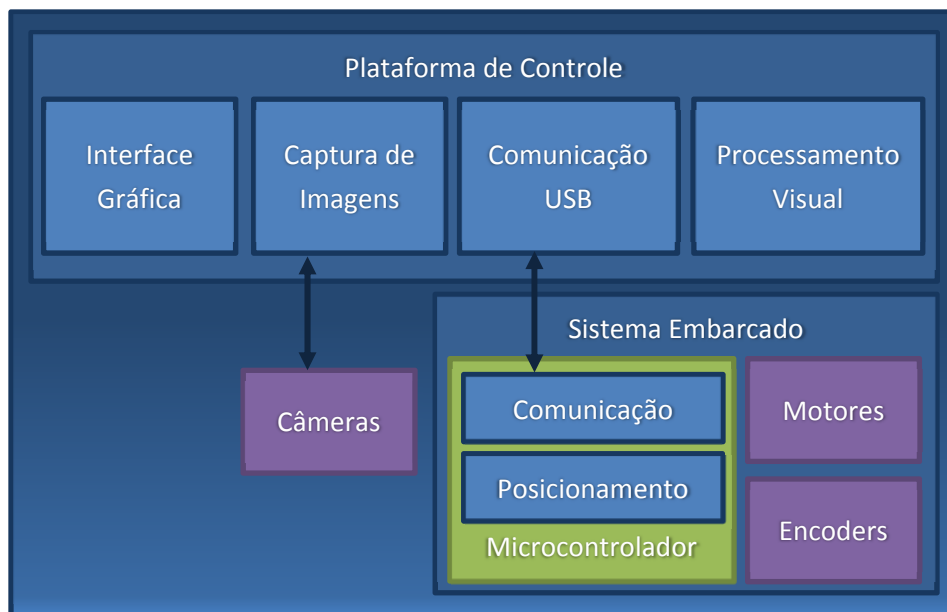 Plataforma de Controle
Interface
Gráfica
Captura de
Imagens
Comunicação
USB
Processamento
Visual
Sistema Embarcado
Câmeras
Comunicação
Posicionamento
Microcontrolador
Motores
Encoders